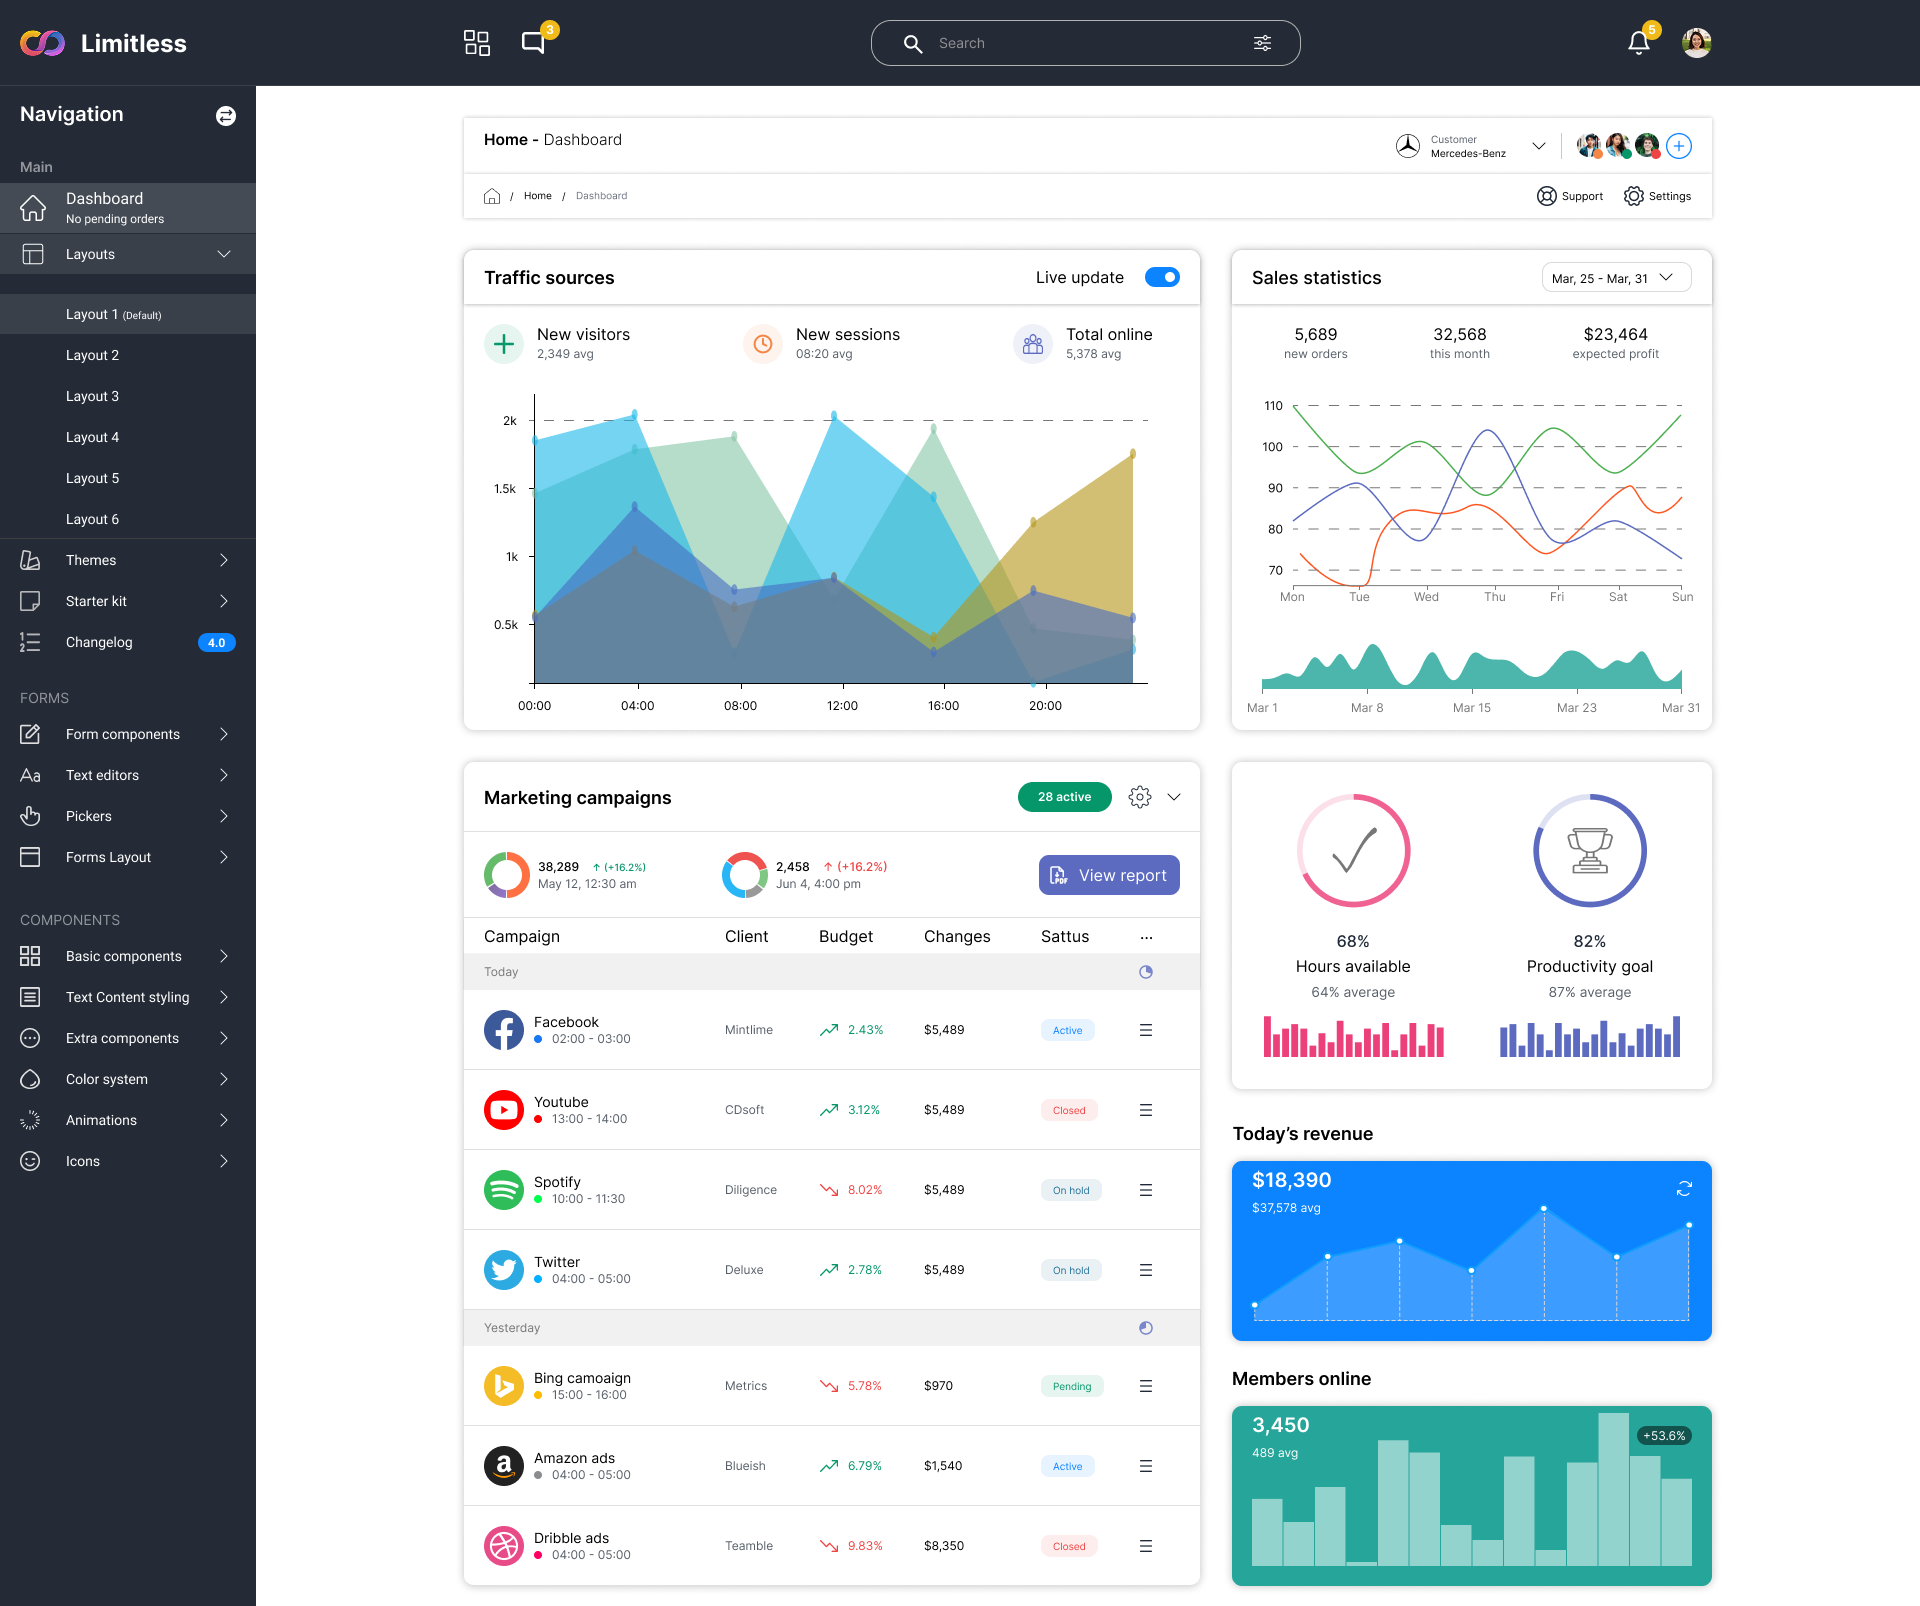 Limitless
3
Search
5
Navigation
Main
Dashboard
No pending orders
Layouts
Layout 1 (Default)
Layout 2
Layout 3
Layout 4
Layout 5
Layout 6
Themes
Starter kit
Changelog 4.0
FORMS
Form components
Text editors
Pickers
Forms Layout
COMPONENTS
Basic components
Text Content styling
Extra components
Color system
Animations
Icons
Home - Dashboard
Customer
Mercedes-Benz
/ Home / Dashboard
Support
Settings
Traffic sources
Live update
New visitors
2,349 avg
New sessions
08:20 avg
Total online
5,378 avg
2k
1.5k
1k
0.5k
00:00 04:00 08:00 12:00 16:00 20:00
Sales statistics
Mar, 25 - Mar, 31
5,689
new orders
32,568
this month
$23,464
expected profit
110
100
90
80
70
Mon Tue Wed Thu Fri Sat Sun
Mar 1 Mar 8 Mar 15 Mar 23 Mar 31
Marketing campaigns
28 active
38,289 ↑ (+16.2%)
May 12, 12:30 am
2,458 ↑ (+16.2%)
Jun 4, 4:00 pm
PDF
View report
Campaign Client Budget Changes Sattus ...
Today
Facebook
02:00 - 03:00
Mintlime 2.43% $5,489 Active
Youtube
13:00 - 14:00
CDsoft 3.12% $5,489 Closed
Spotify
10:00 - 11:30
Diligence 8.02% $5,489 On hold
Twitter
04:00 - 05:00
Deluxe 2.78% $5,489 On hold
Yesterday
Bing camoaign
15:00 - 16:00
Metrics 5.78% $970 Pending
Amazon ads
04:00 - 05:00
Blueish 6.79% $1,540 Active
Dribble ads
04:00 - 05:00
Teamble 9.83% $8,350 Closed
68%
Hours available
64% average
82%
Productivity goal
87% average
Today’s revenue
$18,390
$37,578 avg
Members online
3,450
489 avg
+53.6%